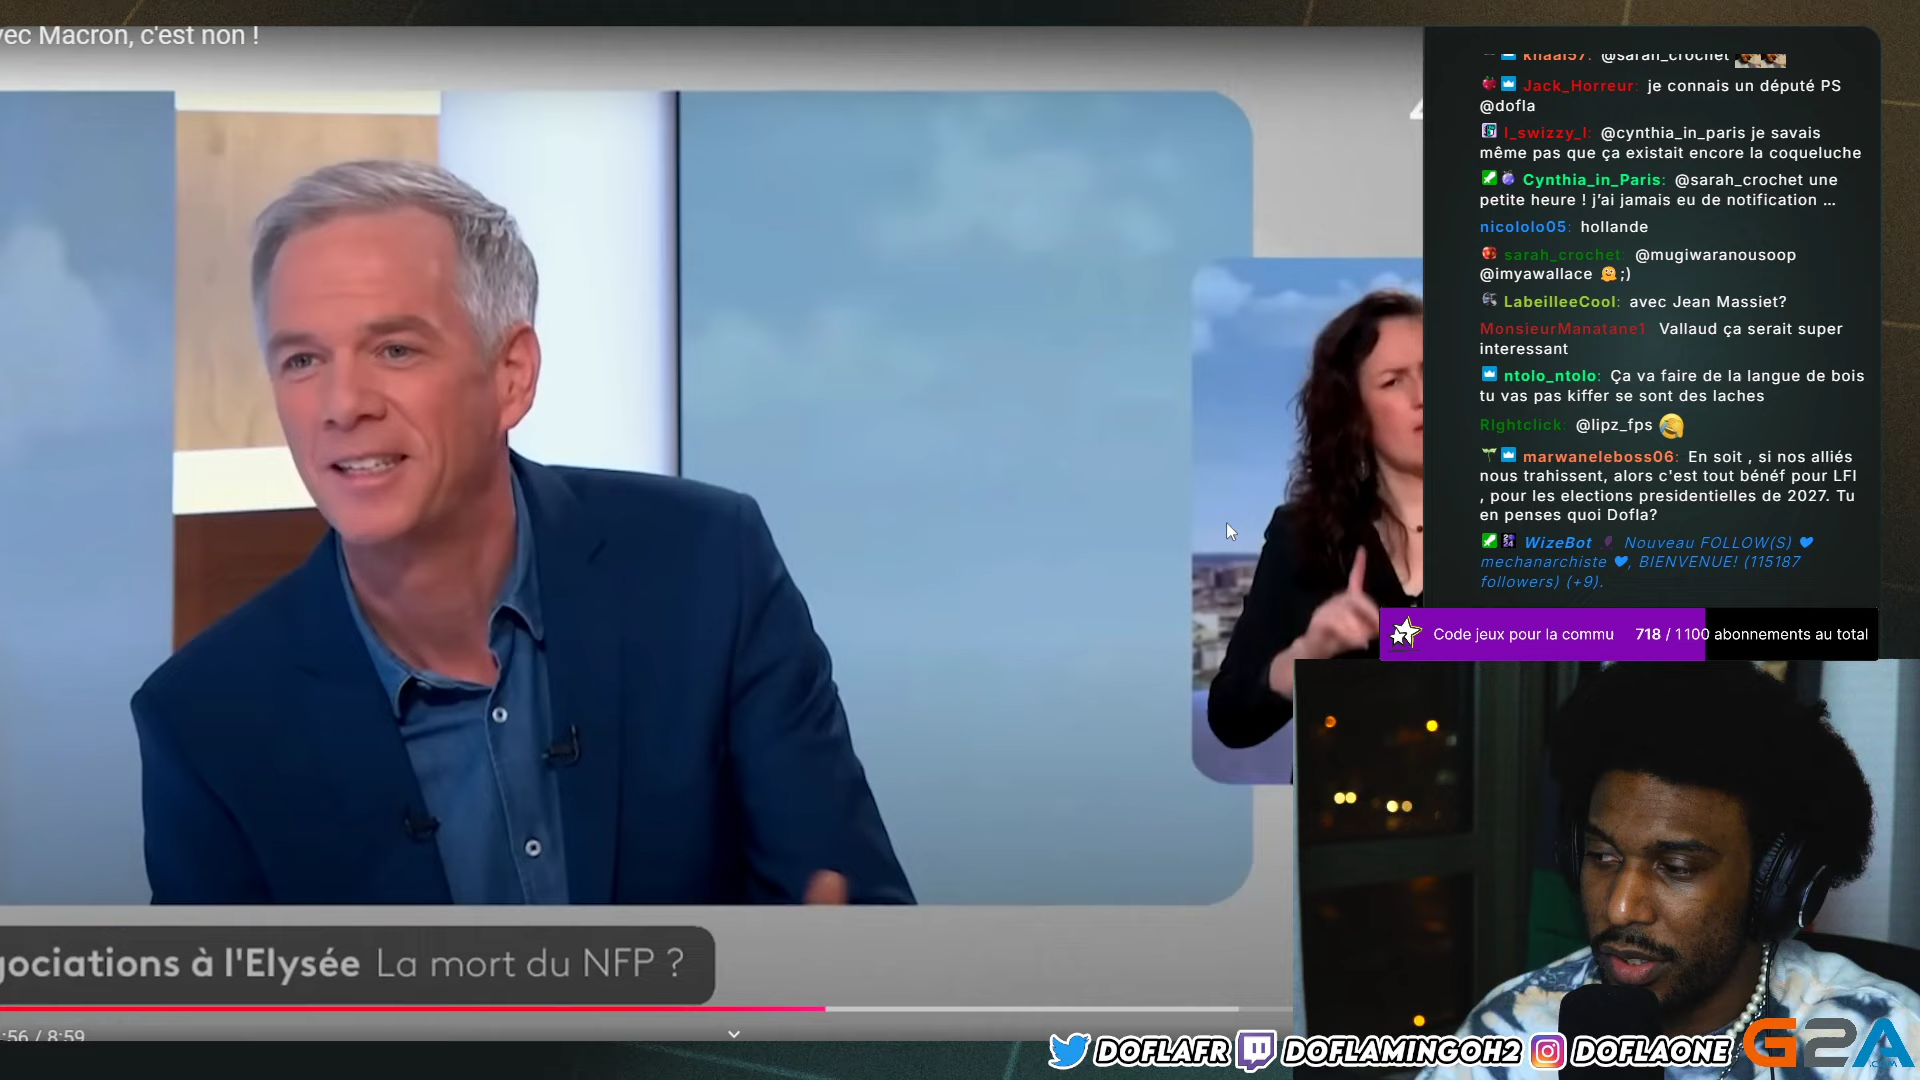 vec Macron, c'est non !
knaai57: @sarah_crochet
Jack_Horreur: je connais un député PS
@dofla
l_swizzy_l: @cynthia_in_paris je savais
même pas que ça existait encore la coqueluche
Cynthia_in_Paris: @sarah_crochet une
petite heure ! j'ai jamais eu de notification ...
nicololo05: hollande
sarah_crochet: @mugiwaranousoop
@imyawallace ;)
LabeilleeCool: avec Jean Massiet?
MonsieurManatane1: Vallaud ça serait super
interessant
ntolo_ntolo: Ça va faire de la langue de bois
tu vas pas kiffer se sont des laches
RIghtclick: @lipz_fps
marwaneleboss06: En soit , si nos alliés
nous trahissent, alors c'est tout bénéf pour LFI
, pour les elections presidentielles de 2027. Tu
en penses quoi Dofla?
WizeBot Nouveau FOLLOW(S) ♥
mechanarchiste ♥, BIENVENUE! (115187
followers) (+9).
Code jeux pour la commu 718 / 1100 abonnements au total
gociations à l'Elysée La mort du NFP ?
:56 / 8:59
DOFLAFR DOFLAMINGOH2 DOFLAONE G2A